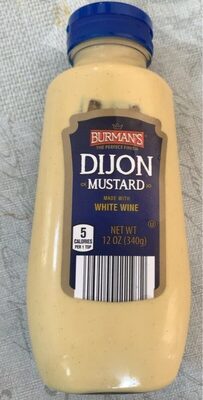 BURMAN'S
THE PERFECT FINISH
DIJON
MUSTARD
MADE WITH
WHITE WINE
5
CALORIES
PER 1 TSP
NET WT
12 OZ (340g)